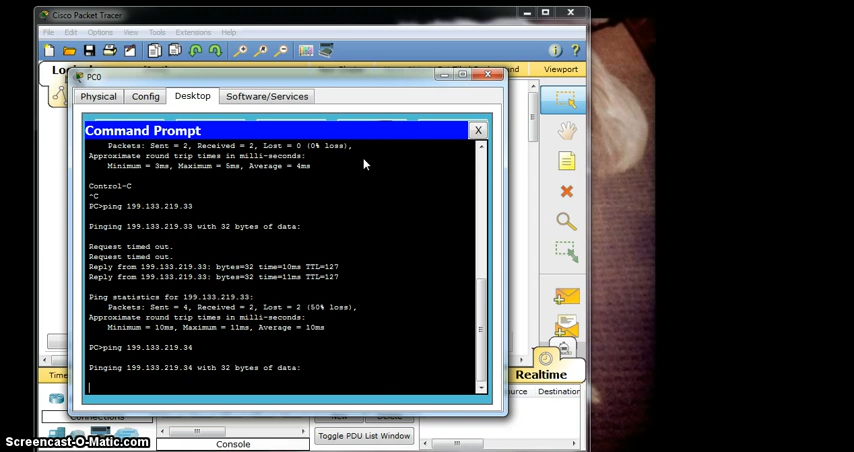 Cisco Packet Tracer
File Edit Options View Tools Extensions Help
Viewport
PC0
Physical Config Desktop Software/Services
Command Prompt X
Packets: Sent = 2, Received = 2, Lost = 0 (0% loss),
Approximate round trip times in milli-seconds:
Minimum = 3ms, Maximum = 5ms, Average = 4ms
Control-C
^C
PC>ping 199.133.219.33
Pinging 199.133.219.33 with 32 bytes of data:
Request timed out.
Request timed out.
Reply from 199.133.219.33: bytes=32 time=10ms TTL=127
Reply from 199.133.219.33: bytes=32 time=11ms TTL=127
Ping statistics for 199.133.219.33:
Packets: Sent = 4, Received = 2, Lost = 2 (50% loss),
Approximate round trip times in milli-seconds:
Minimum = 10ms, Maximum = 11ms, Average = 10ms
PC>ping 199.133.219.34
Pinging 199.133.219.34 with 32 bytes of data:
Time
Realtime
Connections
New Delete
ource Destination
Toggle PDU List Window
Console
Screencast-O-Matic.com